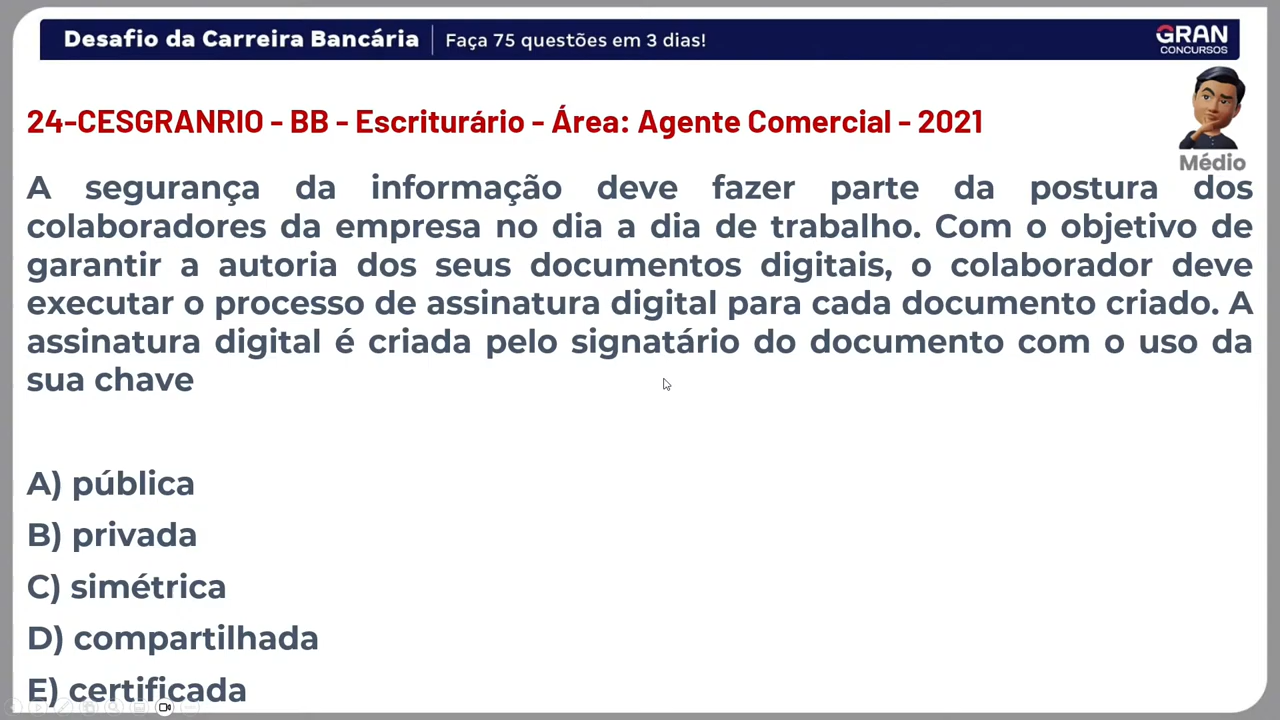 Desafio da Carreira Bancária | Faça 75 questões em 3 dias!
GRAN
CONCURSOS
24-CESGRANRIO - BB - Escriturário - Área: Agente Comercial - 2021
Médio
A segurança da informação deve fazer parte da postura dos
colaboradores da empresa no dia a dia de trabalho. Com o objetivo de
garantir a autoria dos seus documentos digitais, o colaborador deve
executar o processo de assinatura digital para cada documento criado. A
assinatura digital é criada pelo signatário do documento com o uso da
sua chave
A) pública
B) privada
C) simétrica
D) compartilhada
E) certificada